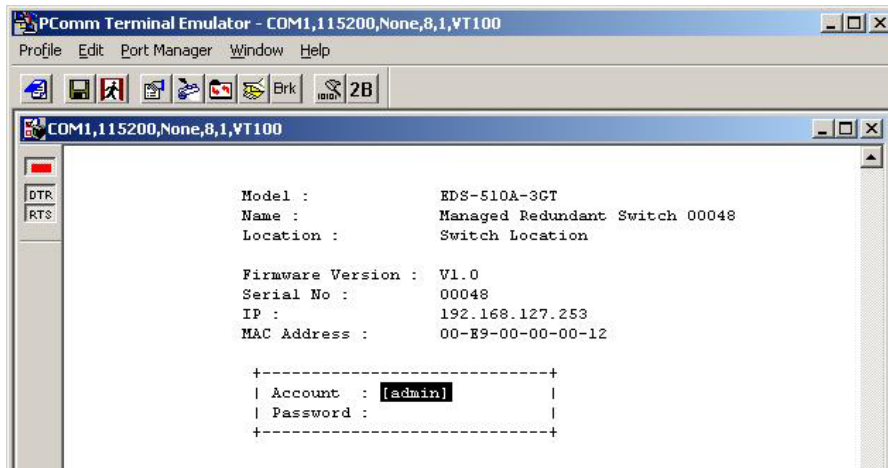 PComm Terminal Emulator - COM1,115200,None,8,1,VT100
Profile Edit Port Manager Window Help
Brk 2B
COM1,115200,None,8,1,VT100
DTR
RTS
Model : EDS-510A-3GT
Name : Managed Redundant Switch 00048
Location : Switch Location
Firmware Version : V1.0
Serial No : 00048
IP : 192.168.127.253
MAC Address : 00-E9-00-00-00-12
+-----------------------------+
| Account : [admin] |
| Password : |
+-----------------------------+